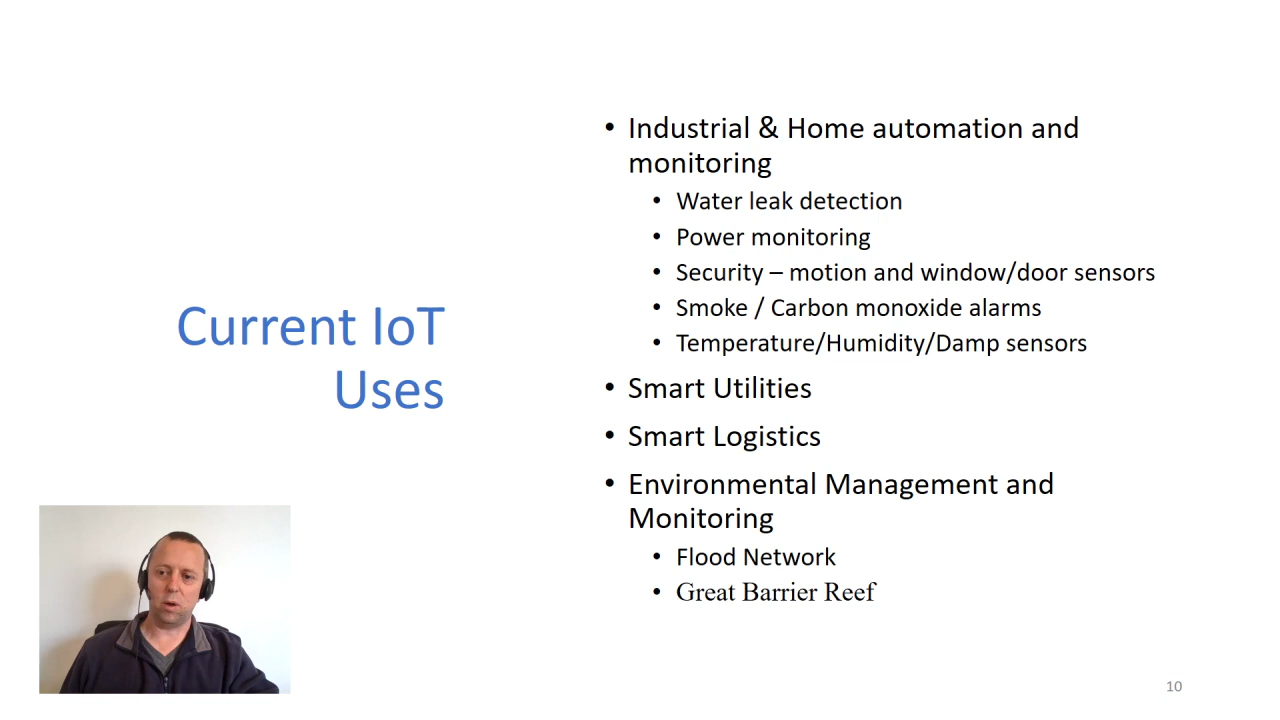 Current IoT
Uses
• Industrial & Home automation and
monitoring
• Water leak detection
• Power monitoring
• Security – motion and window/door sensors
• Smoke / Carbon monoxide alarms
• Temperature/Humidity/Damp sensors
• Smart Utilities
• Smart Logistics
• Environmental Management and
Monitoring
• Flood Network
• Great Barrier Reef
10